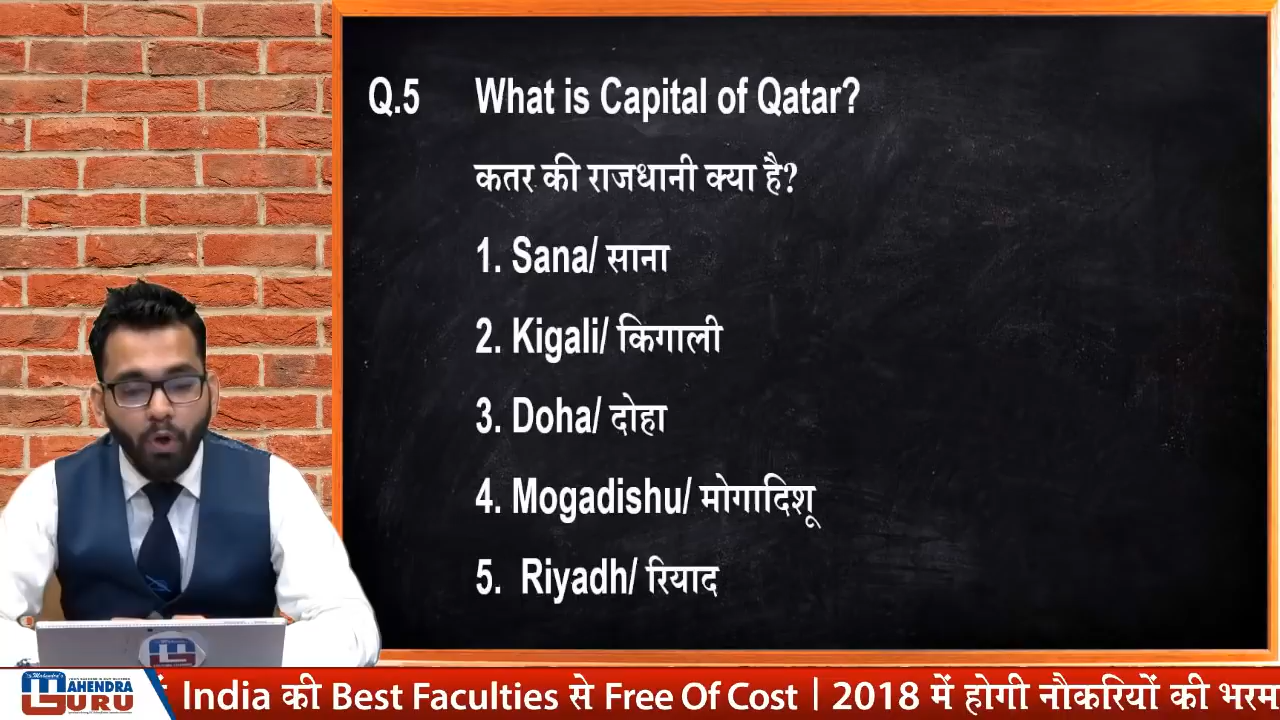 Q.5 What is Capital of Qatar?
कतर की राजधानी क्या है?
1. Sana/ साना
2. Kigali/ किगाली
3. Doha/ दोहा
4. Mogadishu/ मोगादिशू
5. Riyadh/ रियाद
Mahendra's
MAHENDRA
GURU
India की Best Faculties से Free Of Cost | 2018 में होगी नौकरियों की भरम